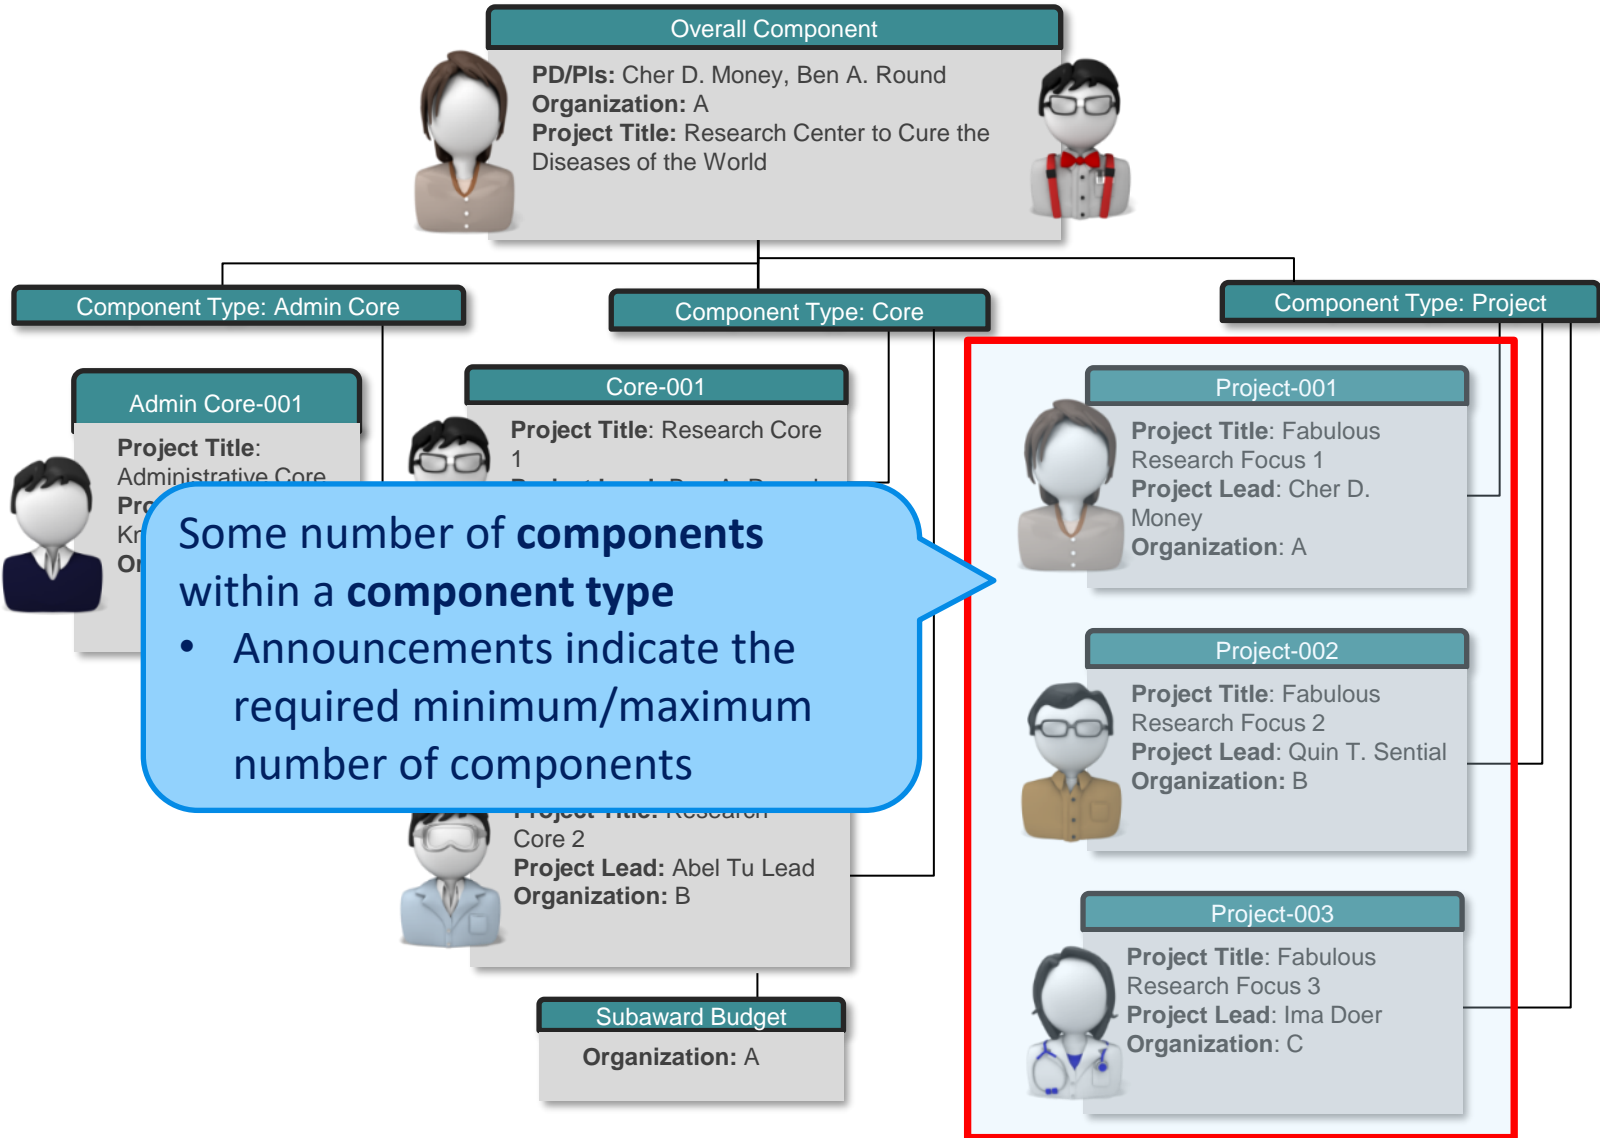 Overall Component
PD/PIs: Cher D. Money, Ben A. Round
Organization: A
Project Title: Research Center to Cure the
Diseases of the World
Component Type: Admin Core
Component Type: Core
Component Type: Project
Admin Core-001
Project Title:
Administrative Core
Core-001
Project Title: Research Core
1
Some number of components
within a component type
• Announcements indicate the
required minimum/maximum
number of components
Project Title: Research
Core 2
Project Lead: Abel Tu Lead
Organization: B
Subaward Budget
Organization: A
Project-001
Project Title: Fabulous
Research Focus 1
Project Lead: Cher D.
Money
Organization: A
Project-002
Project Title: Fabulous
Research Focus 2
Project Lead: Quin T. Sential
Organization: B
Project-003
Project Title: Fabulous
Research Focus 3
Project Lead: Ima Doer
Organization: C